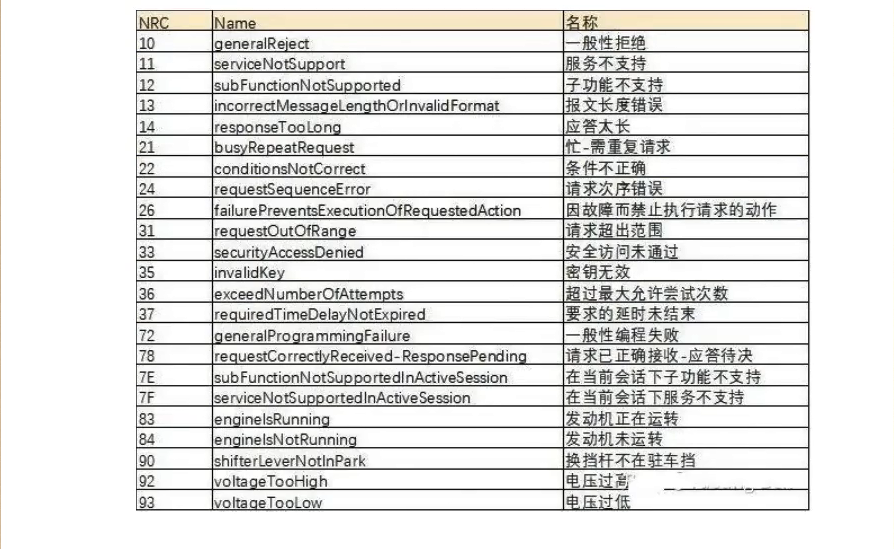 NRC Name 名称
10 generalReject 一般性拒绝
11 serviceNotSupport 服务不支持
12 subFunctionNotSupported 子功能不支持
13 incorrectMessageLengthOrInvalidFormat 报文长度错误
14 responseTooLong 应答太长
21 busyRepeatRequest 忙-需重复请求
22 conditionsNotCorrect 条件不正确
24 requestSequenceError 请求次序错误
26 failurePreventsExecutionOfRequestedAction 因故障而禁止执行请求的动作
31 requestOutOfRange 请求超出范围
33 securityAccessDenied 安全访问未通过
35 invalidKey 密钥无效
36 exceedNumberOfAttempts 超过最大允许尝试次数
37 requiredTimeDelayNotExpired 要求的延时未结束
72 generalProgrammingFailure 一般性编程失败
78 requestCorrectlyReceived-ResponsePending 请求已正确接收-应答待决
7E subFunctionNotSupportedInActiveSession 在当前会话下子功能不支持
7F serviceNotSupportedInActiveSession 在当前会话下服务不支持
83 engineIsRunning 发动机正在运转
84 engineIsNotRunning 发动机未运转
90 shifterLeverNotInPark 换挡杆不在驻车挡
92 voltageTooHigh 电压过高
93 voltageTooLow 电压过低